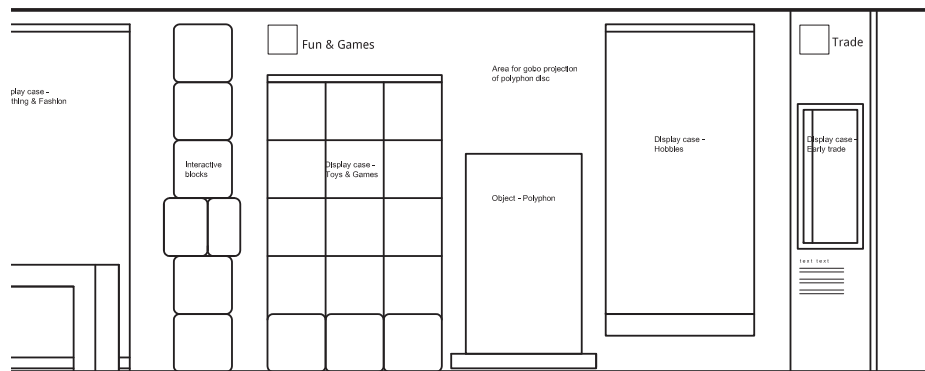 play case -
thing & Fashion
Interactive
blocks
Fun & Games
Display case -
Toys & Games
Area for gobo projection
of polyphon disc
Object - Polyphon
Display case -
Hobbies
Trade
Display case -
Early trade
text text